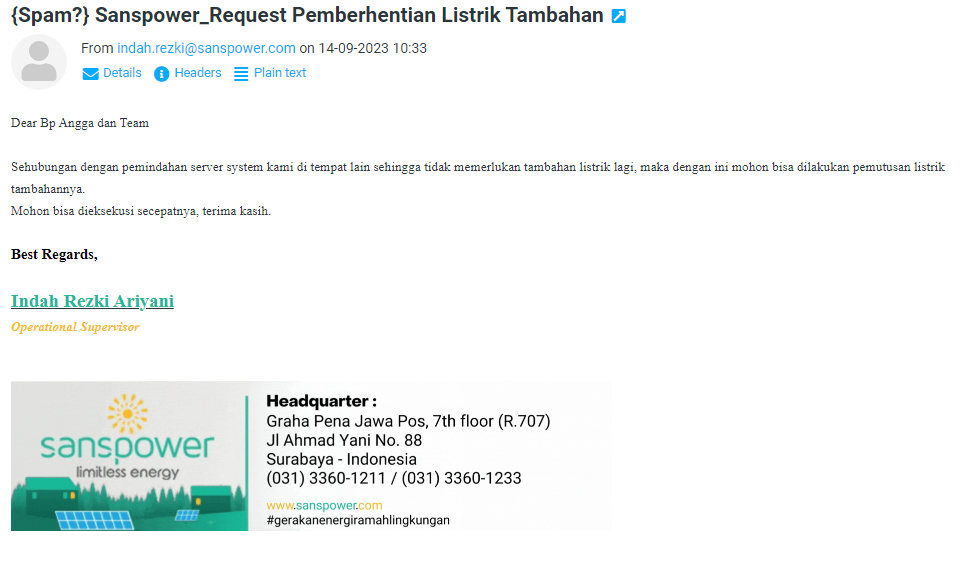 {Spam?} Sanspower_Request Pemberhentian Listrik Tambahan
From indah.rezki@sanspower.com on 14-09-2023 10:33
Details Headers Plain text
Dear Bp Angga dan Team
Sehubungan dengan pemindahan server system kami di tempat lain sehingga tidak memerlukan tambahan listrik lagi, maka dengan ini mohon bisa dilakukan pemutusan listrik
tambahannya.
Mohon bisa dieksekusi secepatnya, terima kasih.
Best Regards,
Indah Rezki Ariyani
Operational Supervisor
sanspower
limitless energy
Headquarter :
Graha Pena Jawa Pos, 7th floor (R.707)
Jl Ahmad Yani No. 88
Surabaya - Indonesia
(031) 3360-1211 / (031) 3360-1233
www.sanspower.com
#gerakanenergiramahlingkungan